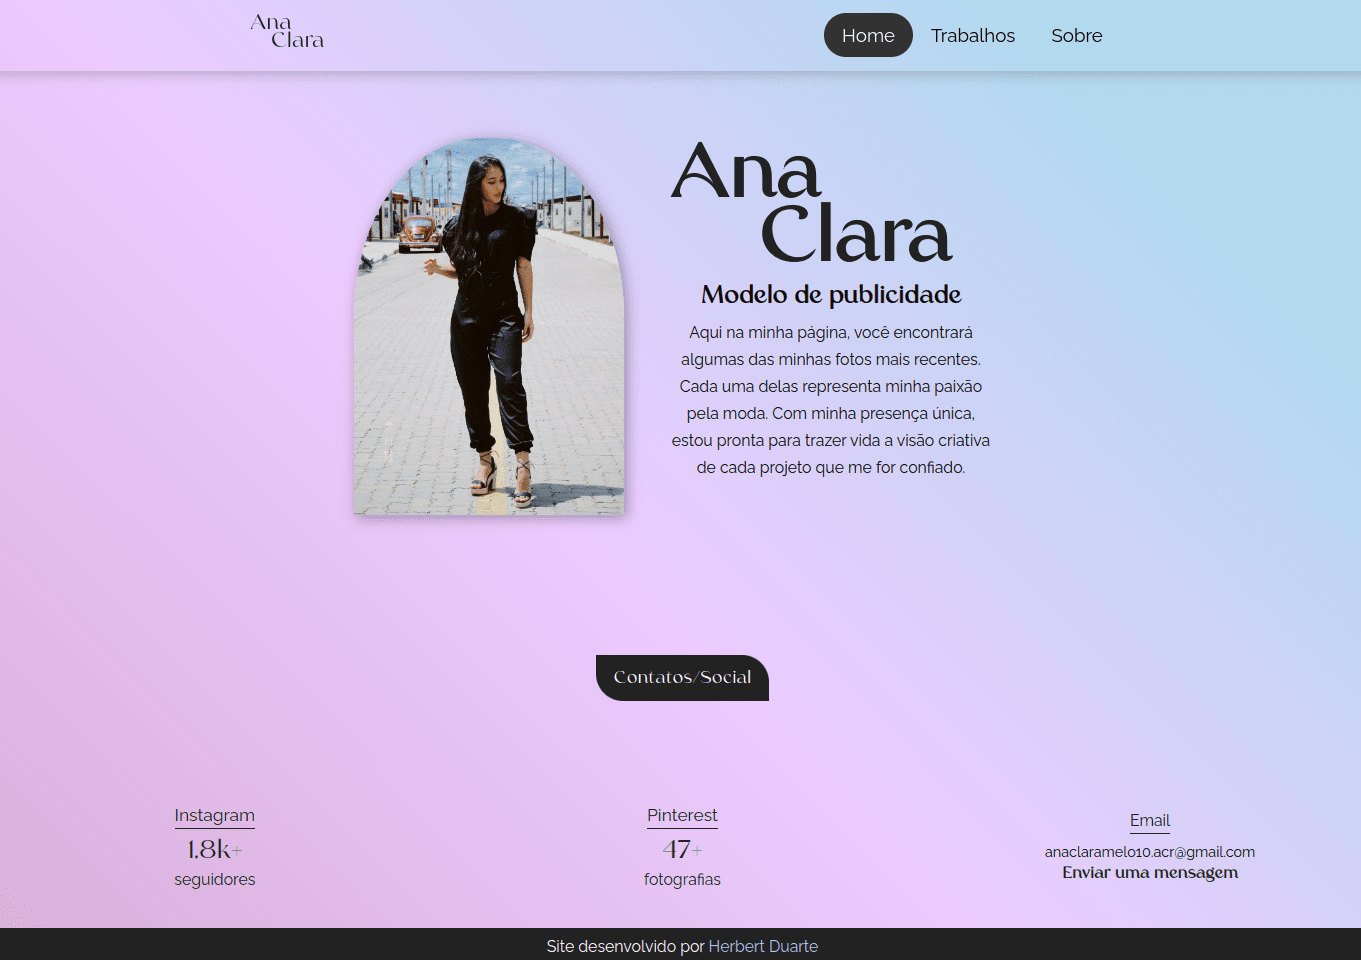 Ana
Clara
Home Trabalhos Sobre
Ana
Clara
Modelo de publicidade
Aqui na minha página, você encontrará
algumas das minhas fotos mais recentes.
Cada uma delas representa minha paixão
pela moda. Com minha presença única,
estou pronta para trazer vida a visão criativa
de cada projeto que me for confiado.
Contatos/Social
Instagram
1.8k+
seguidores
Pinterest
47+
fotografias
Email
anaclaramelo10.acr@gmail.com
Enviar uma mensagem
Site desenvolvido por Herbert Duarte